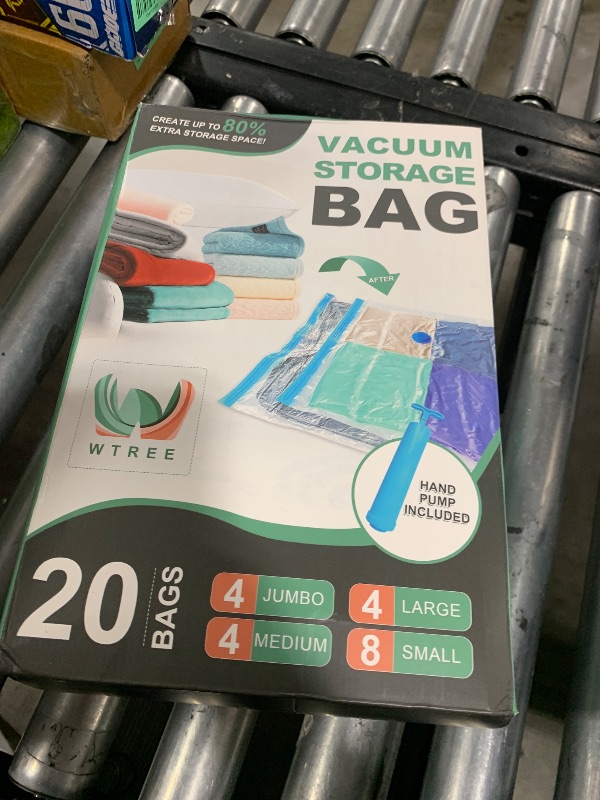 CREATE UP TO 80%
EXTRA STORAGE SPACE!
VACUUM
STORAGE
BAG
AFTER
WTREE
HAND
PUMP
INCLUDED
20 BAGS
4 JUMBO
4 LARGE
4 MEDIUM
8 SMALL